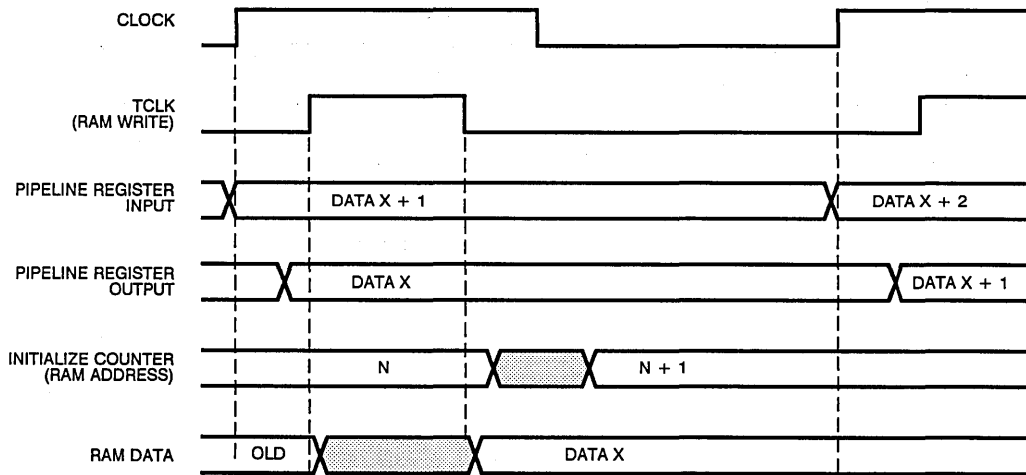 CLOCK
TCLK
(RAM WRITE)
PIPELINE REGISTER
INPUT
DATA X + 1
DATA X + 2
PIPELINE REGISTER
OUTPUT
DATA X
DATA X + 1
INITIALIZE COUNTER
(RAM ADDRESS)
N
N + 1
RAM DATA
OLD
DATA X